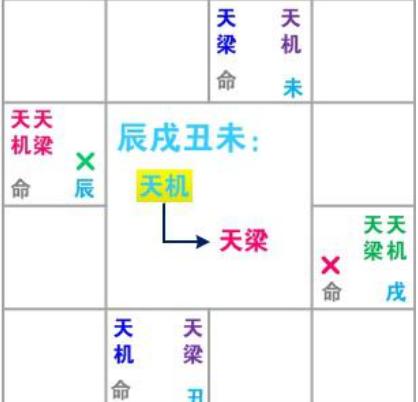 天 天
梁 机
命 未
天天
机梁
×
命 辰
辰戌丑未：
天机
天梁
天天
梁机
×
命 戌
天 天
机 梁
命 丑